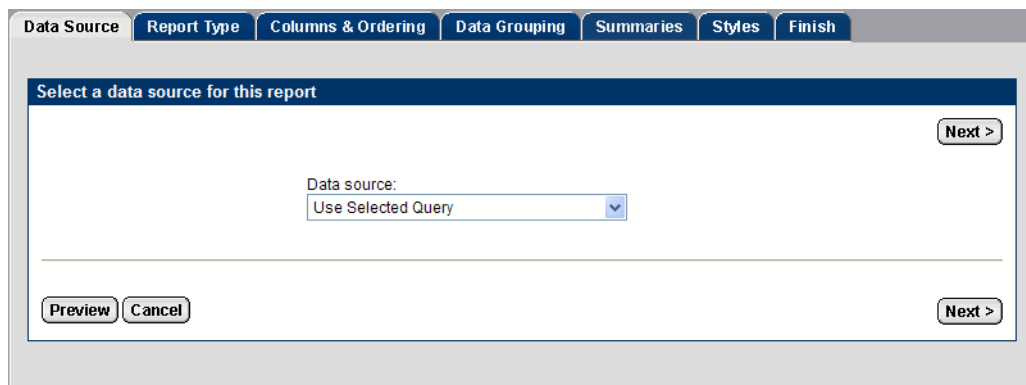 Data Source Report Type Columns & Ordering Data Grouping Summaries Styles Finish
Select a data source for this report
Next >
Data source:
Use Selected Query
Preview Cancel Next >